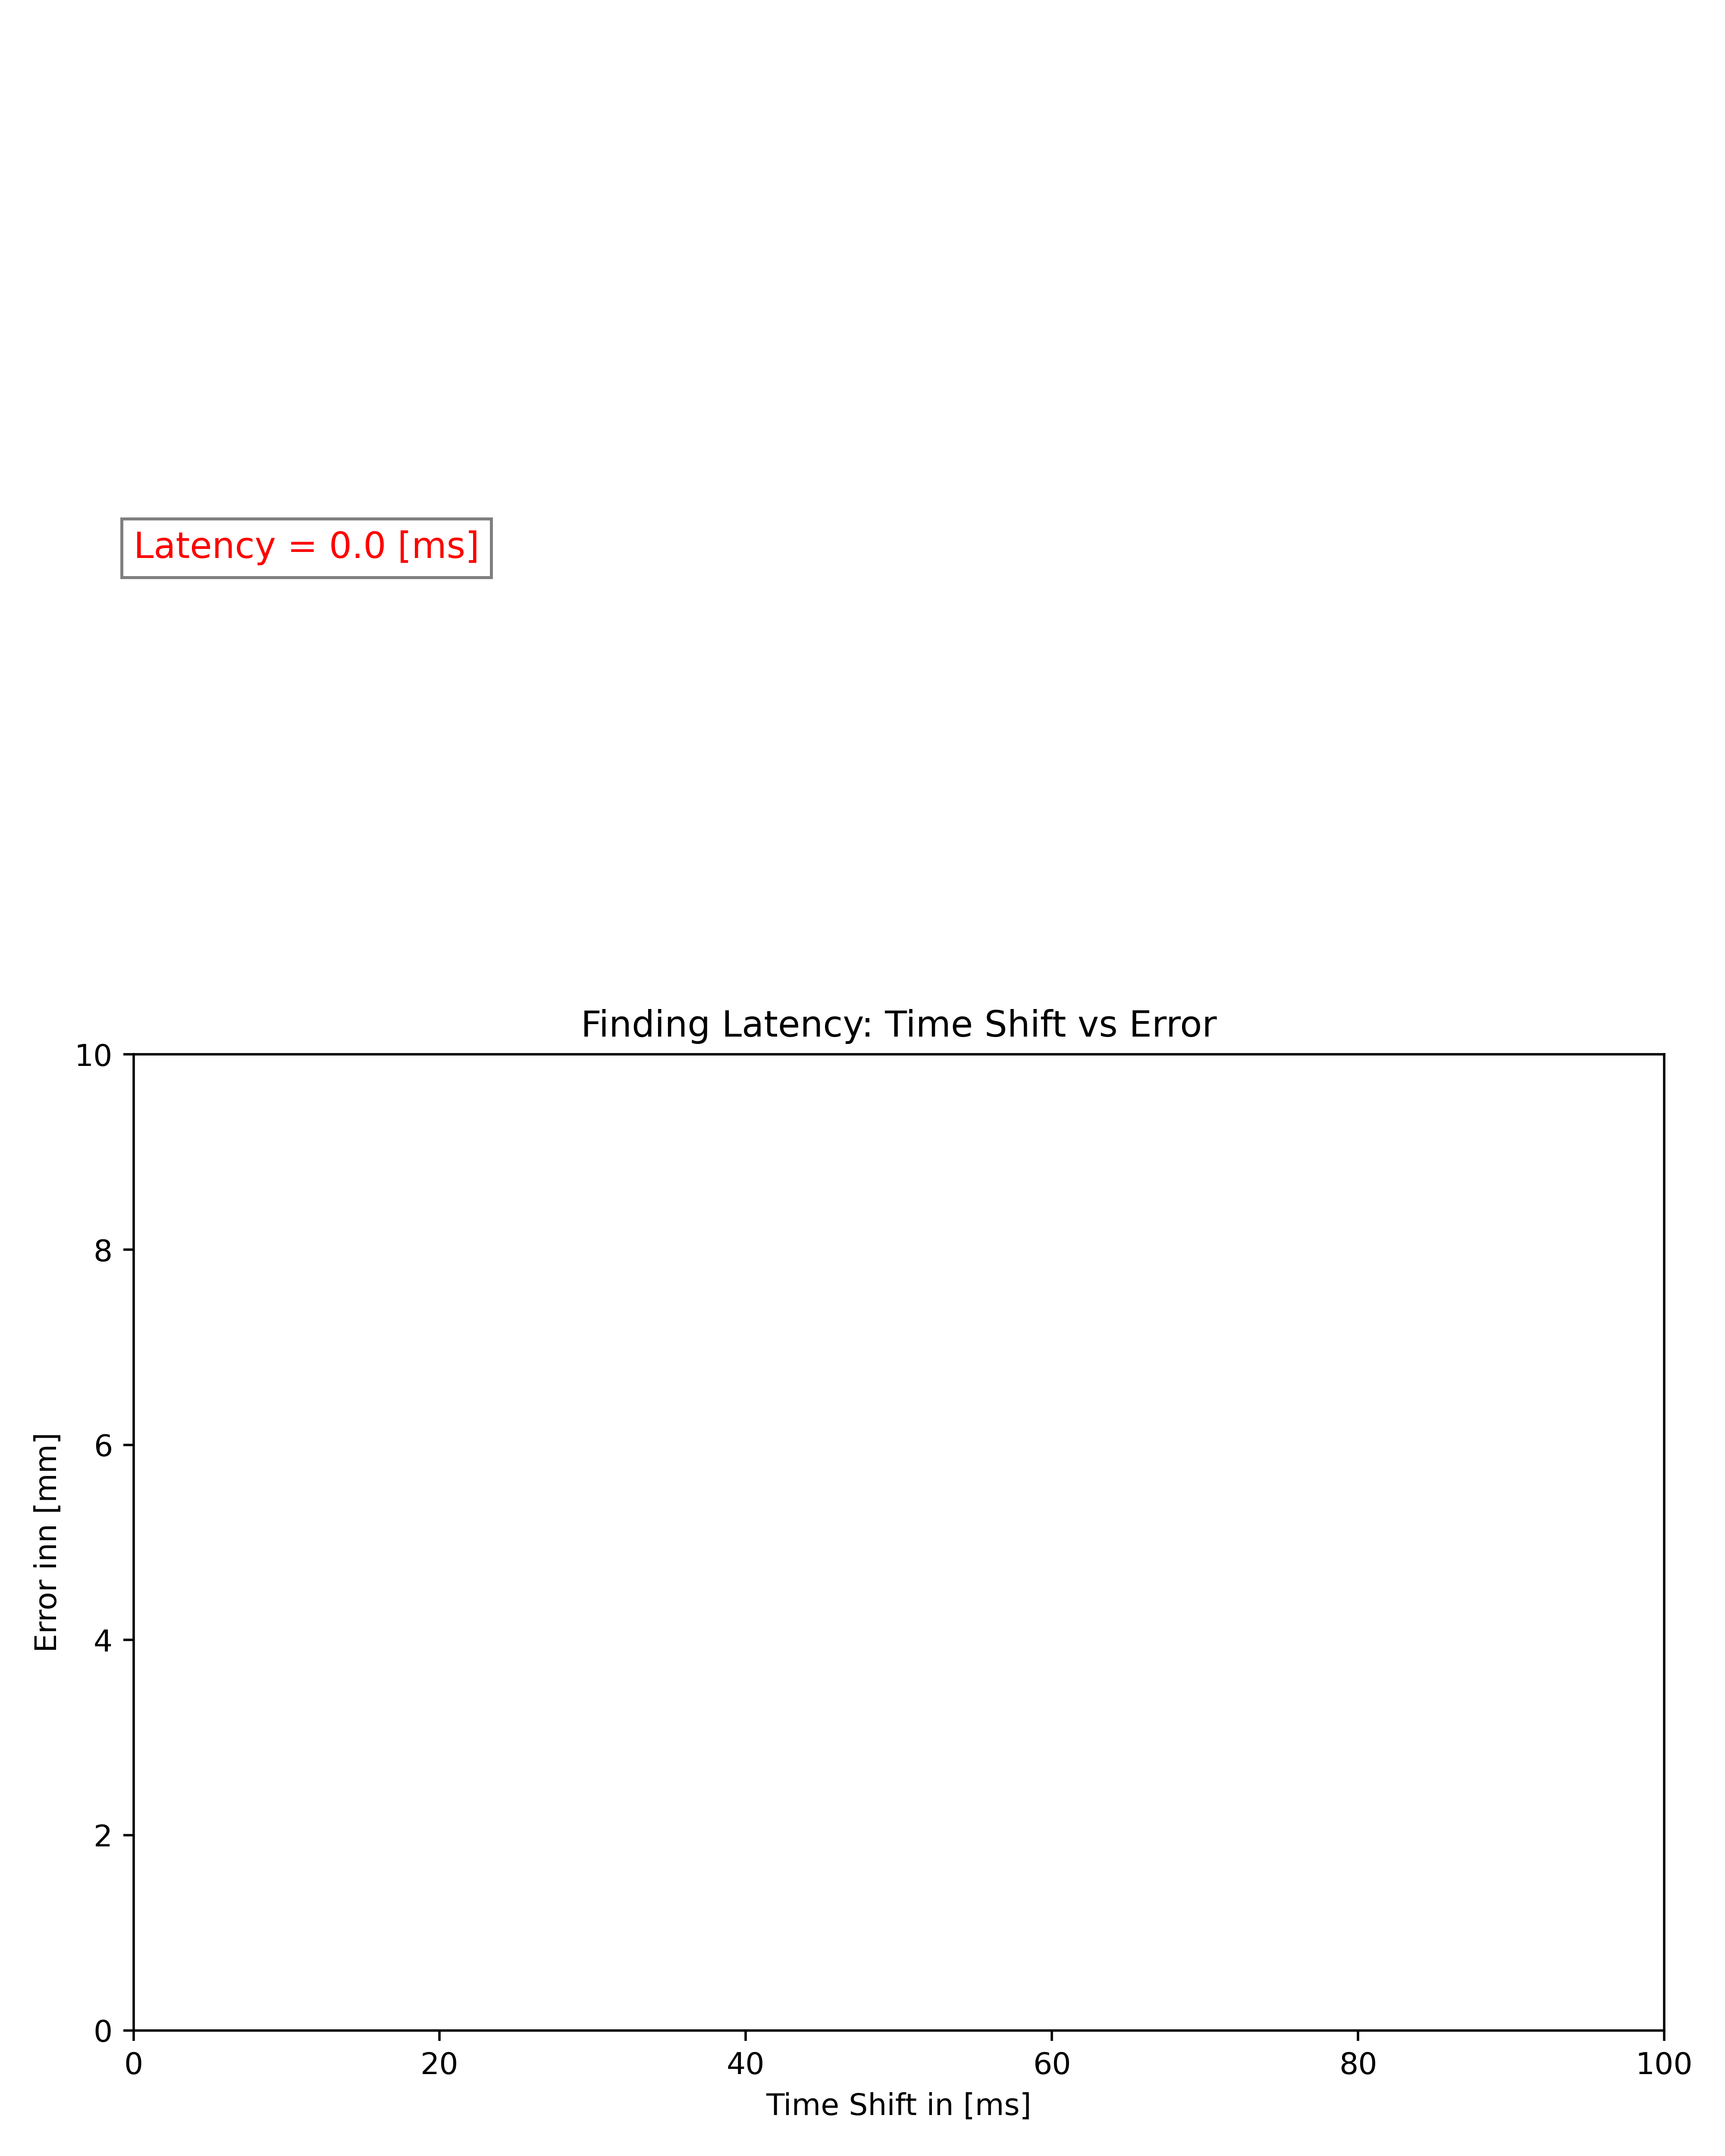 Latency = 0.0 [ms]
Finding Latency: Time Shift vs Error
10
8
6
4
2
0
Error inn [mm]
0 20 40 60 80 100
Time Shift in [ms]